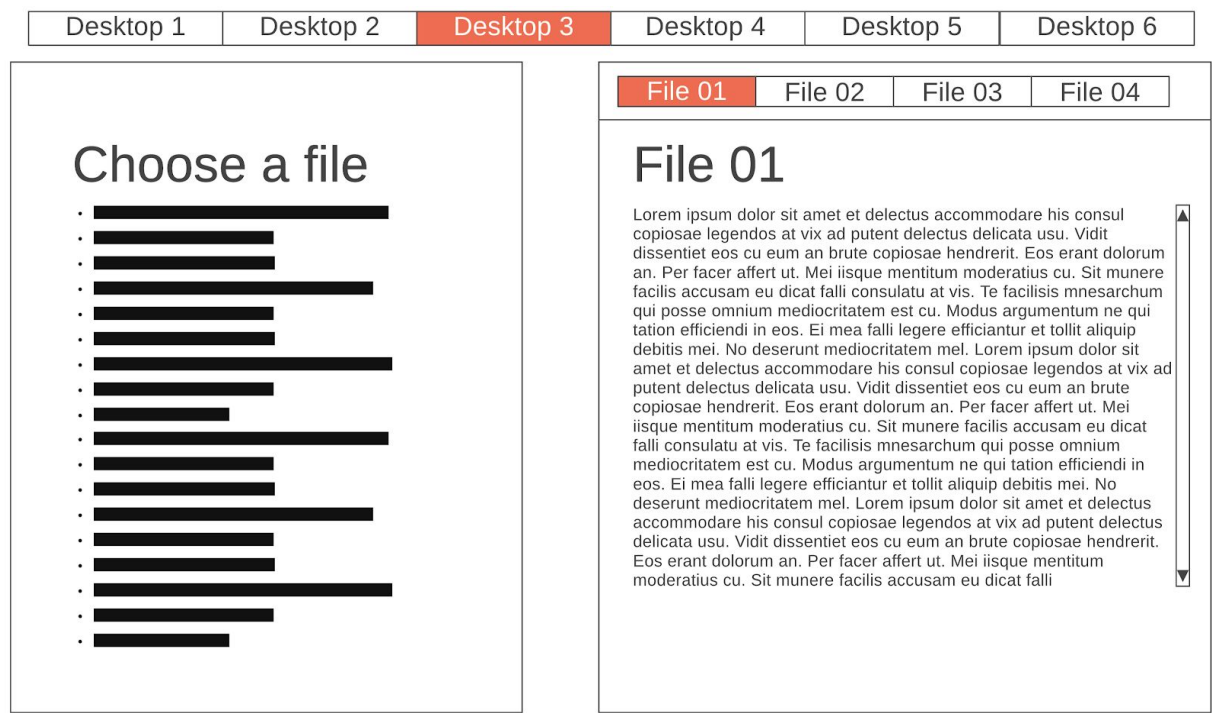 Desktop 1 Desktop 2 Desktop 3 Desktop 4 Desktop 5 Desktop 6
Choose a file
File 01 File 02 File 03 File 04
File 01
Lorem ipsum dolor sit amet et delectus accommodare his consul
copiosae legendos at vix ad putent delectus delicata usu. Vidit
dissentiet eos cu eum an brute copiosae hendrerit. Eos erant dolorum
an. Per facer affert ut. Mei iisque mentitum moderatius cu. Sit munere
facilis accusam eu dicat falli consulatu at vis. Te facilisis mnesarchum
qui posse omnium mediocritatem est cu. Modus argumentum ne qui
tation efficiendi in eos. Ei mea falli legere efficiantur et tollit aliquip
debitis mei. No deserunt mediocritatem mel. Lorem ipsum dolor sit
amet et delectus accommodare his consul copiosae legendos at vix ad
putent delectus delicata usu. Vidit dissentiet eos cu eum an brute
copiosae hendrerit. Eos erant dolorum an. Per facer affert ut. Mei
iisque mentitum moderatius cu. Sit munere facilis accusam eu dicat
falli consulatu at vis. Te facilisis mnesarchum qui posse omnium
mediocritatem est cu. Modus argumentum ne qui tation efficiendi in
eos. Ei mea falli legere efficiantur et tollit aliquip debitis mei. No
deserunt mediocritatem mel. Lorem ipsum dolor sit amet et delectus
accommodare his consul copiosae legendos at vix ad putent delectus
delicata usu. Vidit dissentiet eos cu eum an brute copiosae hendrerit.
Eos erant dolorum an. Per facer affert ut. Mei iisque mentitum
moderatius cu. Sit munere facilis accusam eu dicat falli